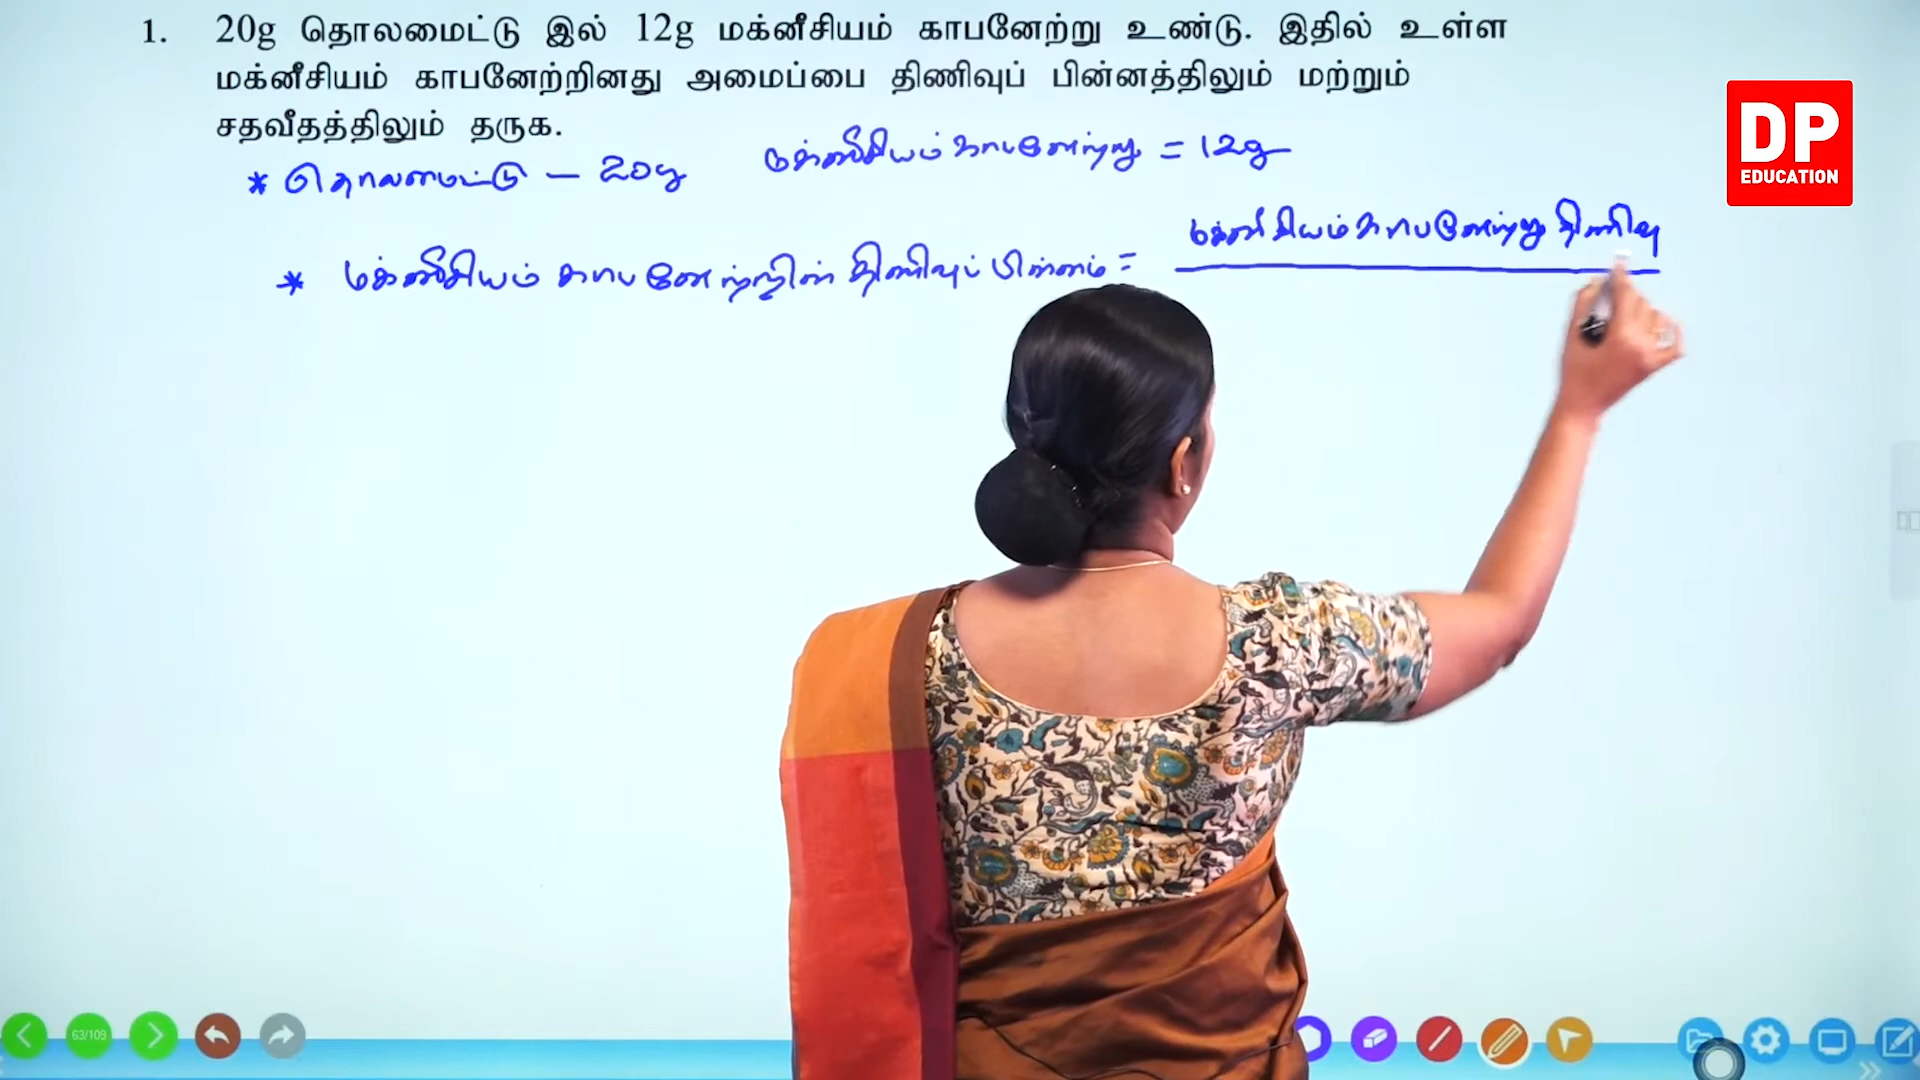 1. 20g தொலமைட்டு இல் 12g மக்னீசியம் காபனேற்று உண்டு. இதில் உள்ள
மக்னீசியம் காபனேற்றினது அமைப்பை திணிவுப் பின்னத்திலும் மற்றும்
சதவீதத்திலும் தருக.
* தொலமைட்டு — 20g
மக்னீசியம் காபனேற்று = 12g
* மக்னீசியம் காபனேற்றின் திணிவுப் பின்னம் =
மக்னீசியம் காபனேற்று திணிவு
DP
EDUCATION
63/109